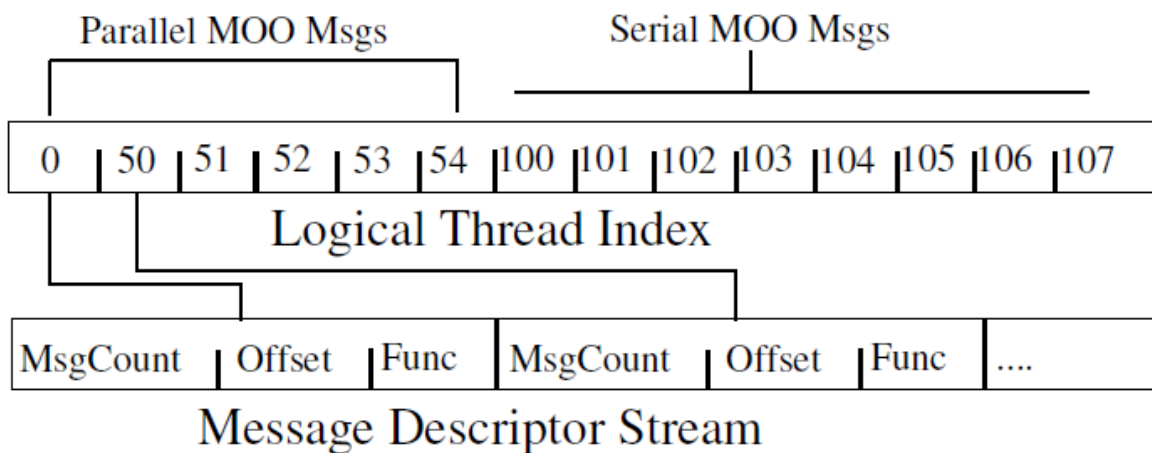 Parallel MOO Msgs Serial MOO Msgs
0 50 51 52 53 54 100 101 102 103 104 105 106 107
Logical Thread Index
MsgCount Offset Func MsgCount Offset Func ....
Message Descriptor Stream